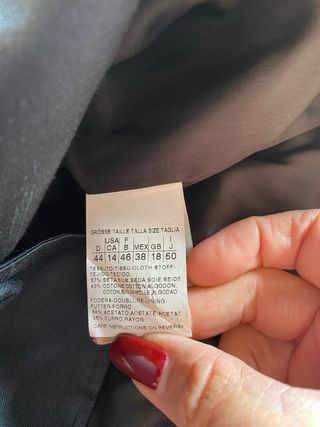 GRÖSSE TAILLE TALLA SIZE TAGLIA
USA F I
D CA B MEX GB J
44 14 46 38 18 50
TESSUTO-TISSU-CLOTH-STOFF-
TEJIDO-TECIDO
57% SETA SILK SEDA SOIE SEIDE
43% COTONE COTTON ALGODON,
COTON BAUMWOLLE ALGODAO
FODERA-DOUBLURE-LINING-
FUTTER-FORRO
64% ACETATO, ACETATE, ACETAT
36% CUPRO RAYON
CARE INSTRUCTIONS ON REVERSE